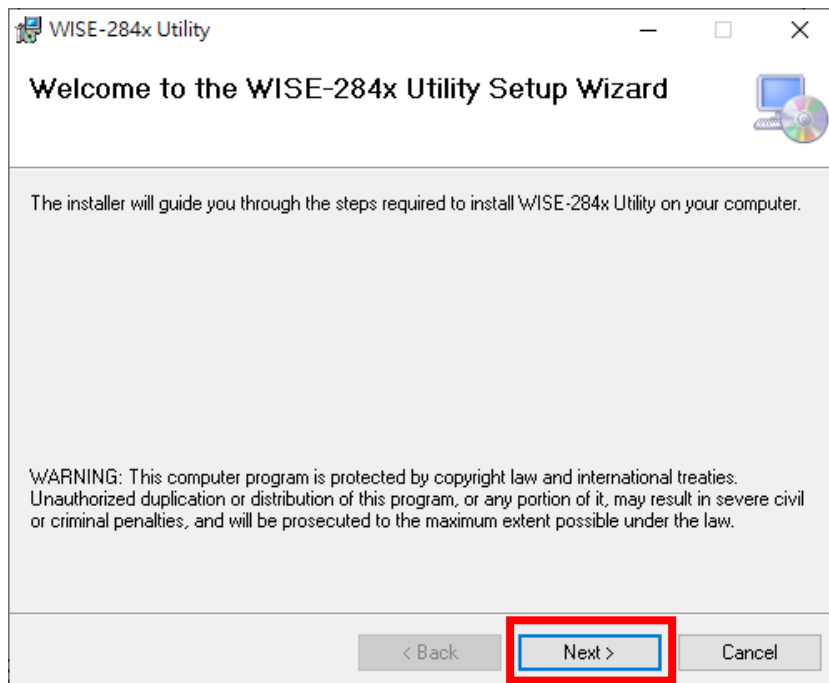 WISE-284x Utility
Welcome to the WISE-284x Utility Setup Wizard
The installer will guide you through the steps required to install WISE-284x Utility on your computer.
WARNING: This computer program is protected by copyright law and international treaties.
Unauthorized duplication or distribution of this program, or any portion of it, may result in severe civil
or criminal penalties, and will be prosecuted to the maximum extent possible under the law.
< Back
Next >
Cancel